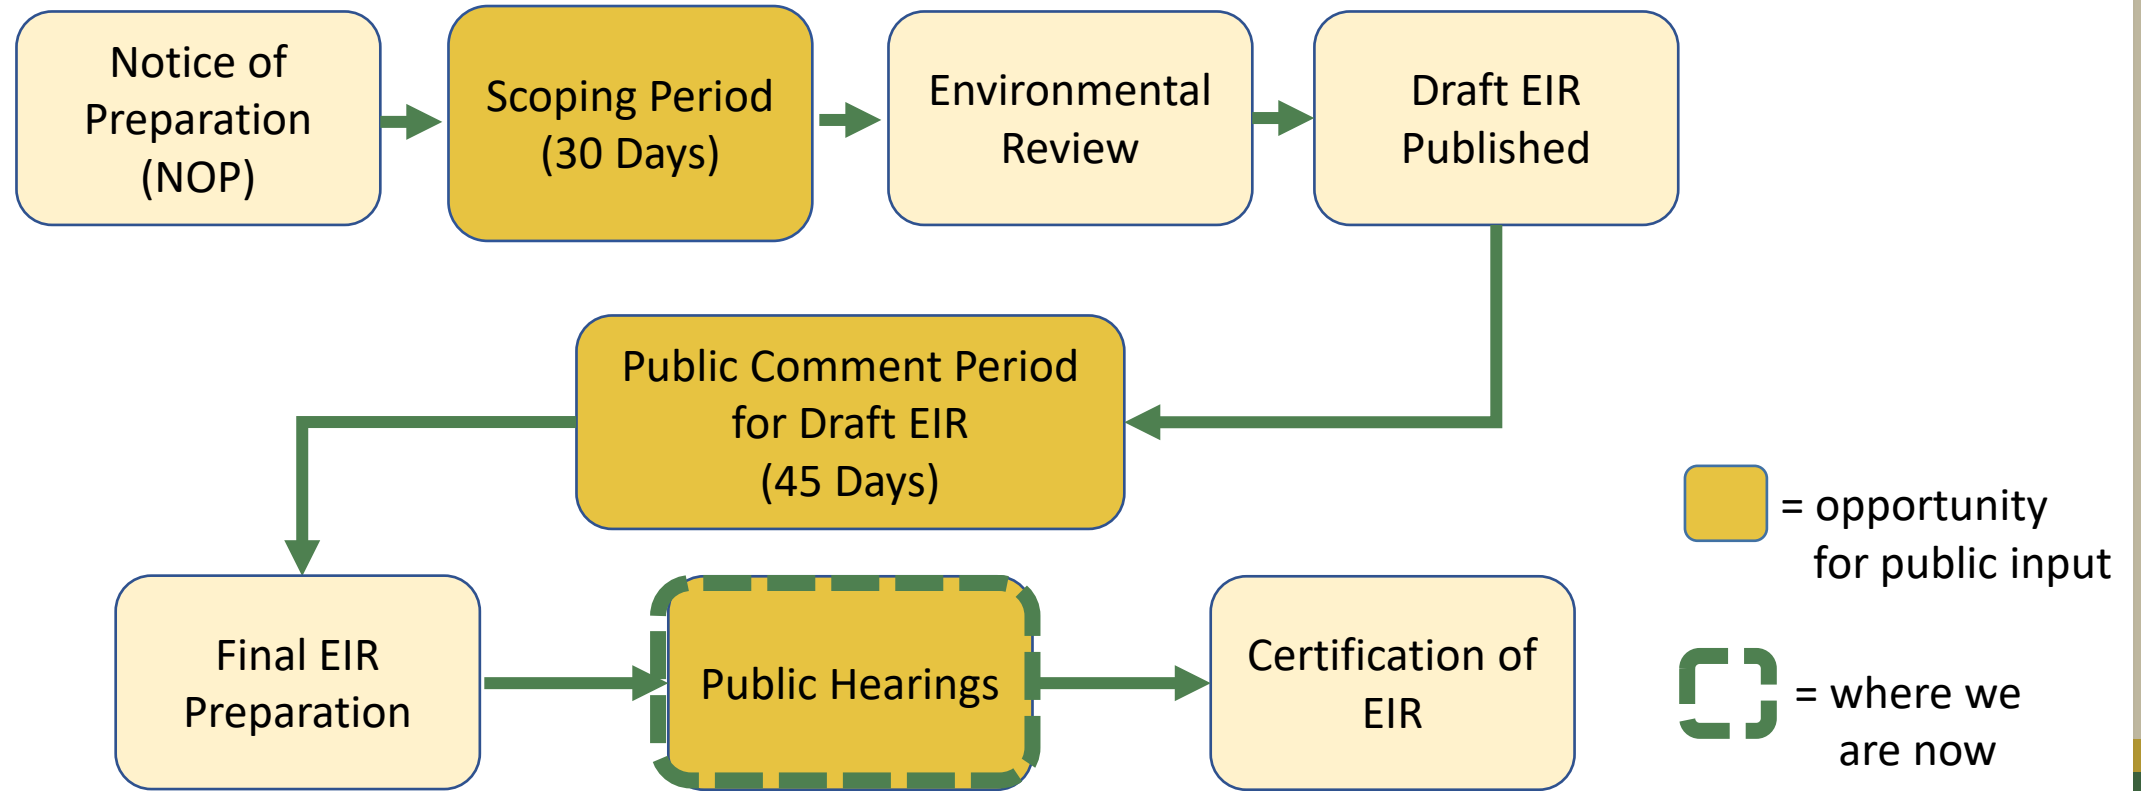 Notice of
Preparation
(NOP)
Scoping Period
(30 Days)
Environmental
Review
Draft EIR
Published
Public Comment Period
for Draft EIR
(45 Days)
Final EIR
Preparation
Public Hearings
Certification of
EIR
= opportunity
for public input
= where we
are now